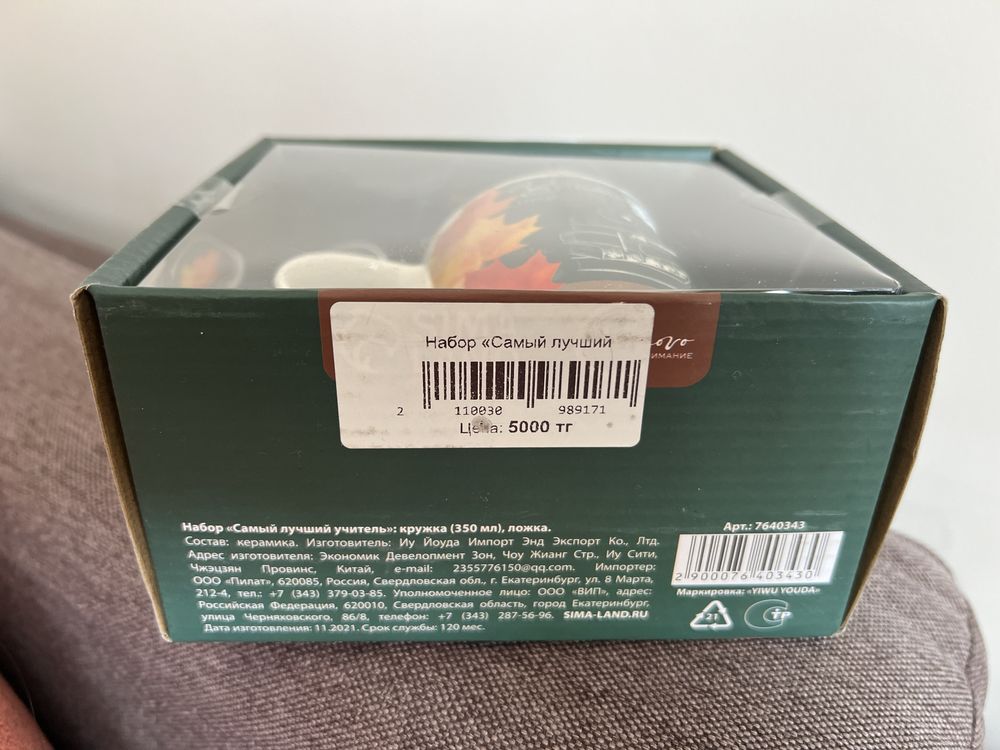 Набор «Самый лучший
2 110030 989171
Цена: 5000 тг
Набор «Самый лучший учитель»: кружка (350 мл), ложка.
Состав: керамика. Изготовитель: Иу Йоуда Импорт Энд Экспорт Ко., Лтд.
Адрес изготовителя: Экономик Девелопмент Зон, Чоу Жианг Стр., Иу Сити,
Чжэцзян Провинс, Китай, e-mail: 2355776150@qq.com. Импортер:
ООО «Пилат», 620085, Россия, Свердловская обл., г. Екатеринбург, ул. 8 Марта,
212-4, тел.: +7 (343) 379-03-85. Уполномоченное лицо: ООО «ВИП», адрес:
Российская Федерация, 620010, Свердловская область, город Екатеринбург,
улица Черняховского, 86/8, телефон: +7 (343) 287-56-96. SIMA-LAND.RU
Дата изготовления: 11.2021. Срок службы: 120 мес.
Арт.: 7640343
2 900076 403430
Маркировка: «YIWU YOUDA»
21